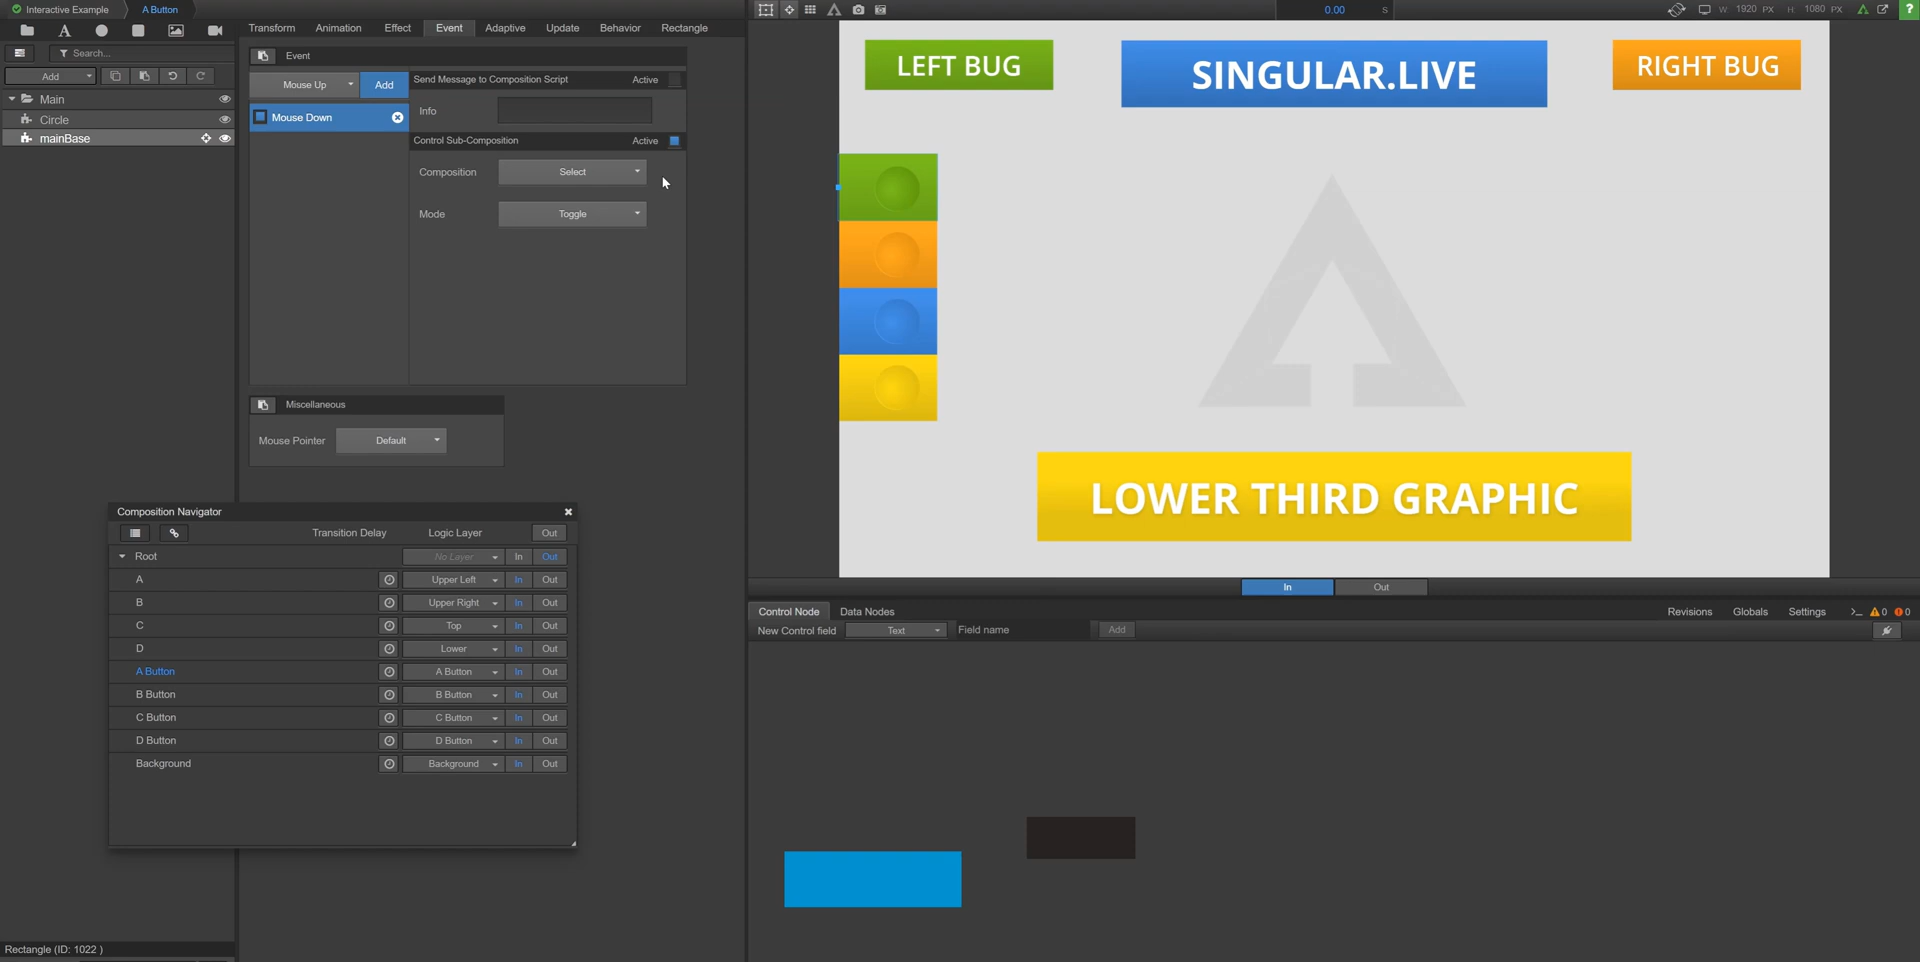 Interactive Example A Button
0.00 S
W 1920 PX H: 1080 PX ?
A
Transform Animation Effect Event Adaptive Update Behavior Rectangle
Search...
Event
Add
Mouse Up Add
Send Message to Composition Script Active
Main
Info
Circle
Mouse Down
mainBase
Control Sub-Composition Active
Composition Select
Mode Toggle
LEFT BUG
SINGULAR.LIVE
RIGHT BUG
Miscellaneous
Mouse Pointer Default
LOWER THIRD GRAPHIC
Composition Navigator
Transition Delay Logic Layer Out
Root No Layer In Out
A Upper Left In Out
B Upper Right In Out
C Top In Out
D Lower In Out
A Button A Button In Out
B Button B Button In Out
C Button C Button In Out
D Button D Button In Out
Background Background In Out
In Out
Control Node Data Nodes Revisions Globals Settings >_ 0 0
New Control field Text Field name Add
Rectangle (ID: 1022 )